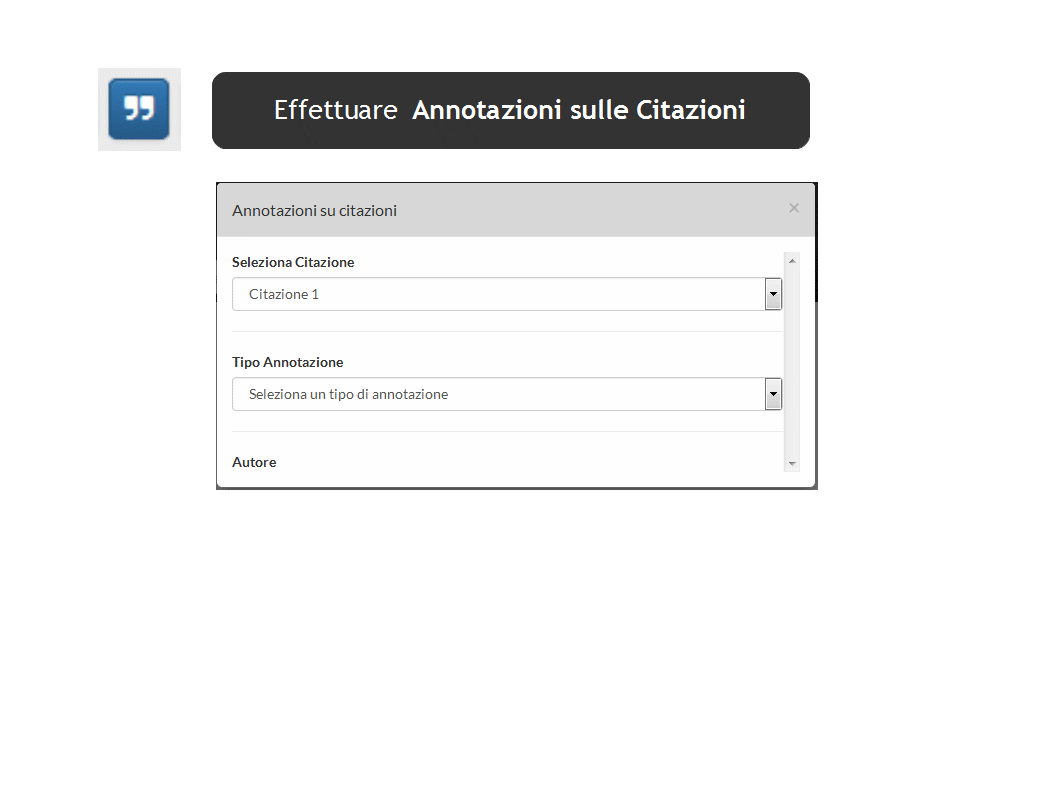 Effettuare Annotazioni sulle Citazioni
Annotazioni su citazioni
Seleziona Citazione
Citazione 1
Tipo Annotazione
Seleziona un tipo di annotazione
Autore